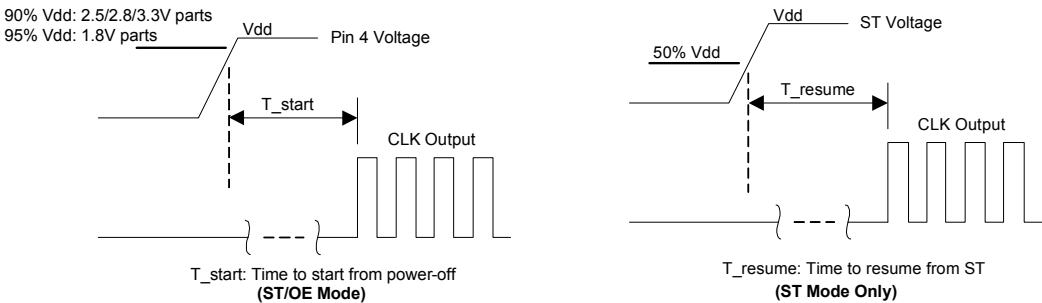 90% Vdd: 2.5/2.8/3.3V parts
95% Vdd: 1.8V parts
Vdd
Pin 4 Voltage
T_start
CLK Output
T_start: Time to start from power-off
(ST/OE Mode)
Vdd
ST Voltage
50% Vdd
T_resume
CLK Output
T_resume: Time to resume from ST
(ST Mode Only)